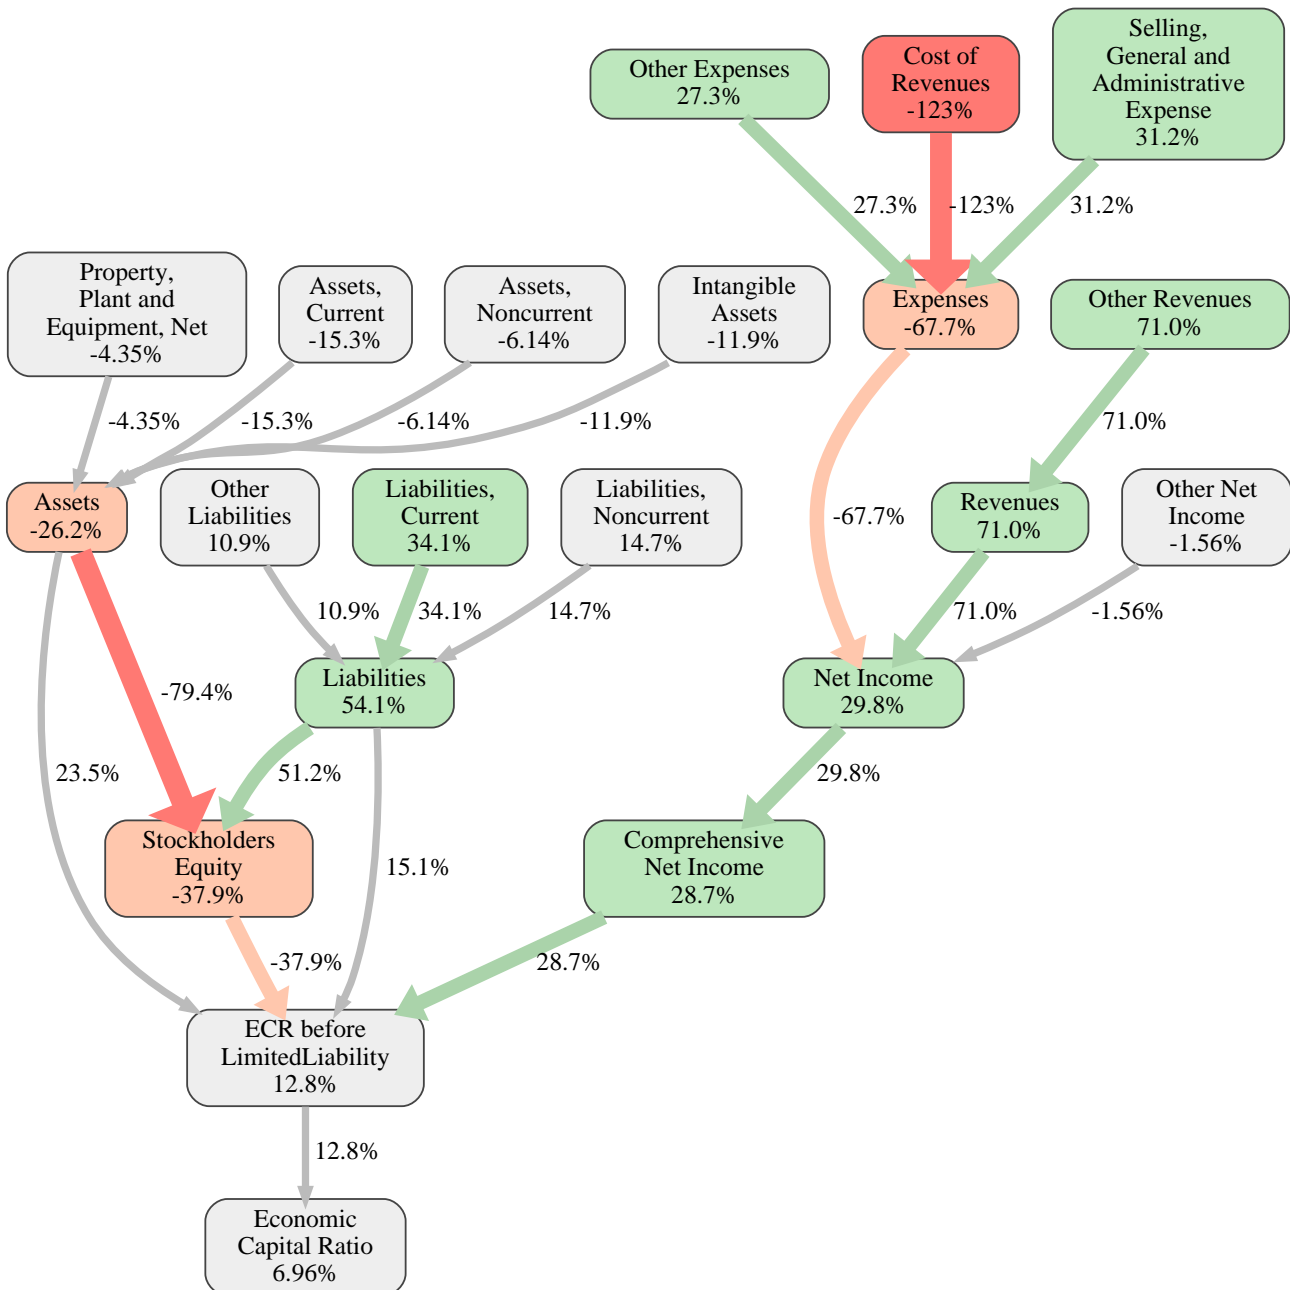 Other Expenses
27.3%
Cost of
Revenues
-123%
Selling,
General and
Administrative
Expense
31.2%
27.3%
-123%
31.2%
Property,
Plant and
Equipment, Net
-4.35%
Assets,
Current
-15.3%
Assets,
Noncurrent
-6.14%
Intangible
Assets
-11.9%
Expenses
-67.7%
Other Revenues
71.0%
-4.35%
-15.3%
-6.14%
-11.9%
71.0%
Assets
-26.2%
Other
Liabilities
10.9%
Liabilities,
Current
34.1%
Liabilities,
Noncurrent
14.7%
-67.7%
Revenues
71.0%
Other Net
Income
-1.56%
10.9%
34.1%
14.7%
71.0%
-1.56%
-79.4%
Liabilities
54.1%
Net Income
29.8%
23.5%
51.2%
29.8%
Stockholders
Equity
-37.9%
15.1%
Comprehensive
Net Income
28.7%
-37.9%
28.7%
ECR before
LimitedLiability
12.8%
12.8%
Economic
Capital Ratio
6.96%